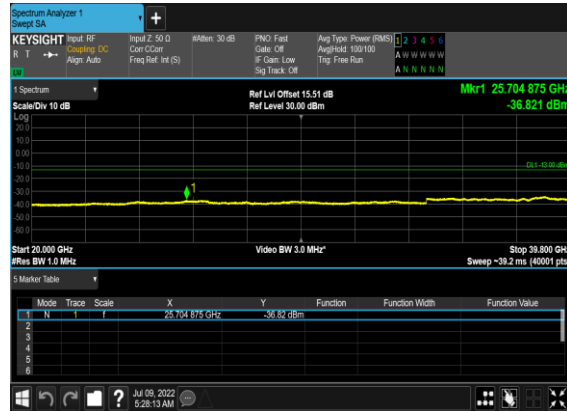 Spectrum Analyzer 1
Swept SA
+
KEYSIGHT Input: RF Input Z: 50 Ω #Atten: 30 dB PNO: Fast Avg Type: Power (RMS) 1 2 3 4 5 6
R T Coupling: DC Corr CCorr Gate: Off Avg|Hold: 100/100 A W W W W W
Align: Auto Freq Ref: Int (S) IF Gain: Low Trig: Free Run
Sig Track: Off A N N N N N
1 Spectrum Ref Lvl Offset 15.51 dB Mkr1 25.704 875 GHz
Scale/Div 10 dB Ref Level 30.00 dBm -36.821 dBm
Log
20.0
10.0
0.00
-10.0 DL1 -13.00 dBm
-20.0
-30.0 1
-40.0
-50.0
-60.0
Start 20.000 GHz Video BW 3.0 MHz* Stop 39.800 GHz
#Res BW 1.0 MHz Sweep ~39.2 ms (40001 pts
5 Marker Table
Mode Trace Scale X Y Function Function Width Function Value
1 N 1 f 25.704 875 GHz -36.82 dBm
2
3
4
5
6
? Jul 09, 2022
5:28:13 AM